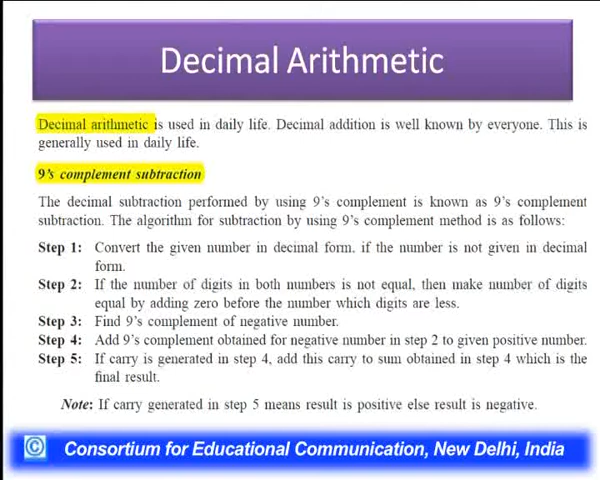 Decimal Arithmetic
Decimal arithmetic is used in daily life. Decimal addition is well known by everyone. This is
generally used in daily life.
9's complement subtraction
The decimal subtraction performed by using 9's complement is known as 9's complement
subtraction. The algorithm for subtraction by using 9's complement method is as follows:
Step 1: Convert the given number in decimal form, if the number is not given in decimal
form.
Step 2: If the number of digits in both numbers is not equal, then make number of digits
equal by adding zero before the number which digits are less.
Step 3: Find 9's complement of negative number.
Step 4: Add 9's complement obtained for negative number in step 2 to given positive number.
Step 5: If carry is generated in step 4, add this carry to sum obtained in step 4 which is the
final result.
Note: If carry generated in step 5 means result is positive else result is negative.
© Consortium for Educational Communication, New Delhi, India